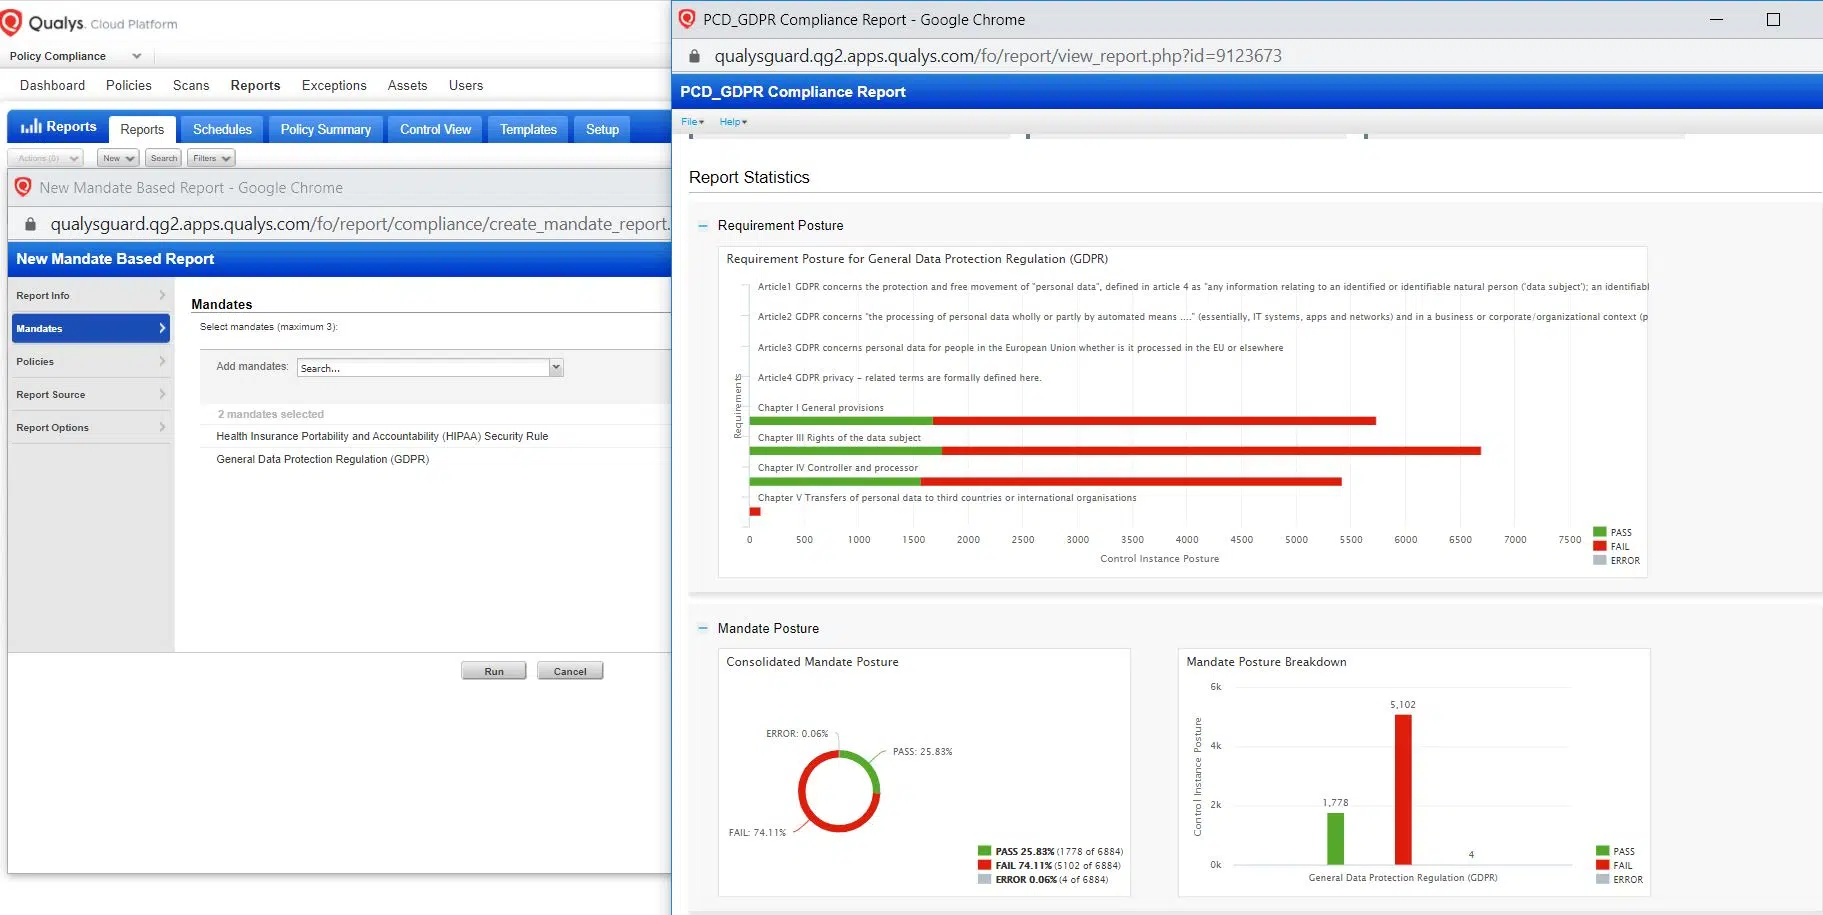 Qualys. Cloud Platform
Policy Compliance
Dashboard Policies Scans Reports Exceptions Assets Users
Reports Reports Schedules Policy Summary Control View Templates Setup
Actions (0) New Search Filters
New Mandate Based Report - Google Chrome
qualysguard.qg2.apps.qualys.com/fo/report/compliance/create_mandate_report.
New Mandate Based Report
Report Info
Mandates
Policies
Report Source
Report Options
Mandates
Select mandates (maximum 3):
Add mandates: Search...
2 mandates selected
Health Insurance Portability and Accountability (HIPAA) Security Rule
General Data Protection Regulation (GDPR)
Run Cancel
PCD_GDPR Compliance Report - Google Chrome
qualysguard.qg2.apps.qualys.com/fo/report/view_report.php?id=9123673
PCD_GDPR Compliance Report
File Help
Report Statistics
Requirement Posture
Requirement Posture for General Data Protection Regulation (GDPR)
Article1 GDPR concerns the protection and free movement of "personal data", defined in article 4 as "any information relating to an identified or identifiable natural person ('data subject'); an identifiabl
Article2 GDPR concerns "the processing of personal data wholly or partly by automated means ...." (essentially, IT systems, apps and networks) and in a business or corporate/organizational context (p
Article3 GDPR concerns personal data for people in the European Union whether is it processed in the EU or elsewhere
Article4 GDPR privacy - related terms are formally defined here.
Chapter I General provisions
Chapter III Rights of the data subject
Chapter IV Controller and processor
Chapter V Transfers of personal data to third countries or international organisations
Requirements
0 500 1000 1500 2000 2500 3000 3500 4000 4500 5000 5500 6000 6500 7000 7500
Control Instance Posture
PASS
FAIL
ERROR
Mandate Posture
Consolidated Mandate Posture
ERROR: 0.06%
PASS: 25.83%
FAIL: 74.11%
PASS 25.83% (1778 of 6884)
FAIL 74.11% (5102 of 6884)
ERROR 0.06% (4 of 6884)
Mandate Posture Breakdown
6k
4k
2k
0k
Control Instance Posture
5,102
1,778
4
General Data Protection Regulation (GDPR)
PASS
FAIL
ERROR